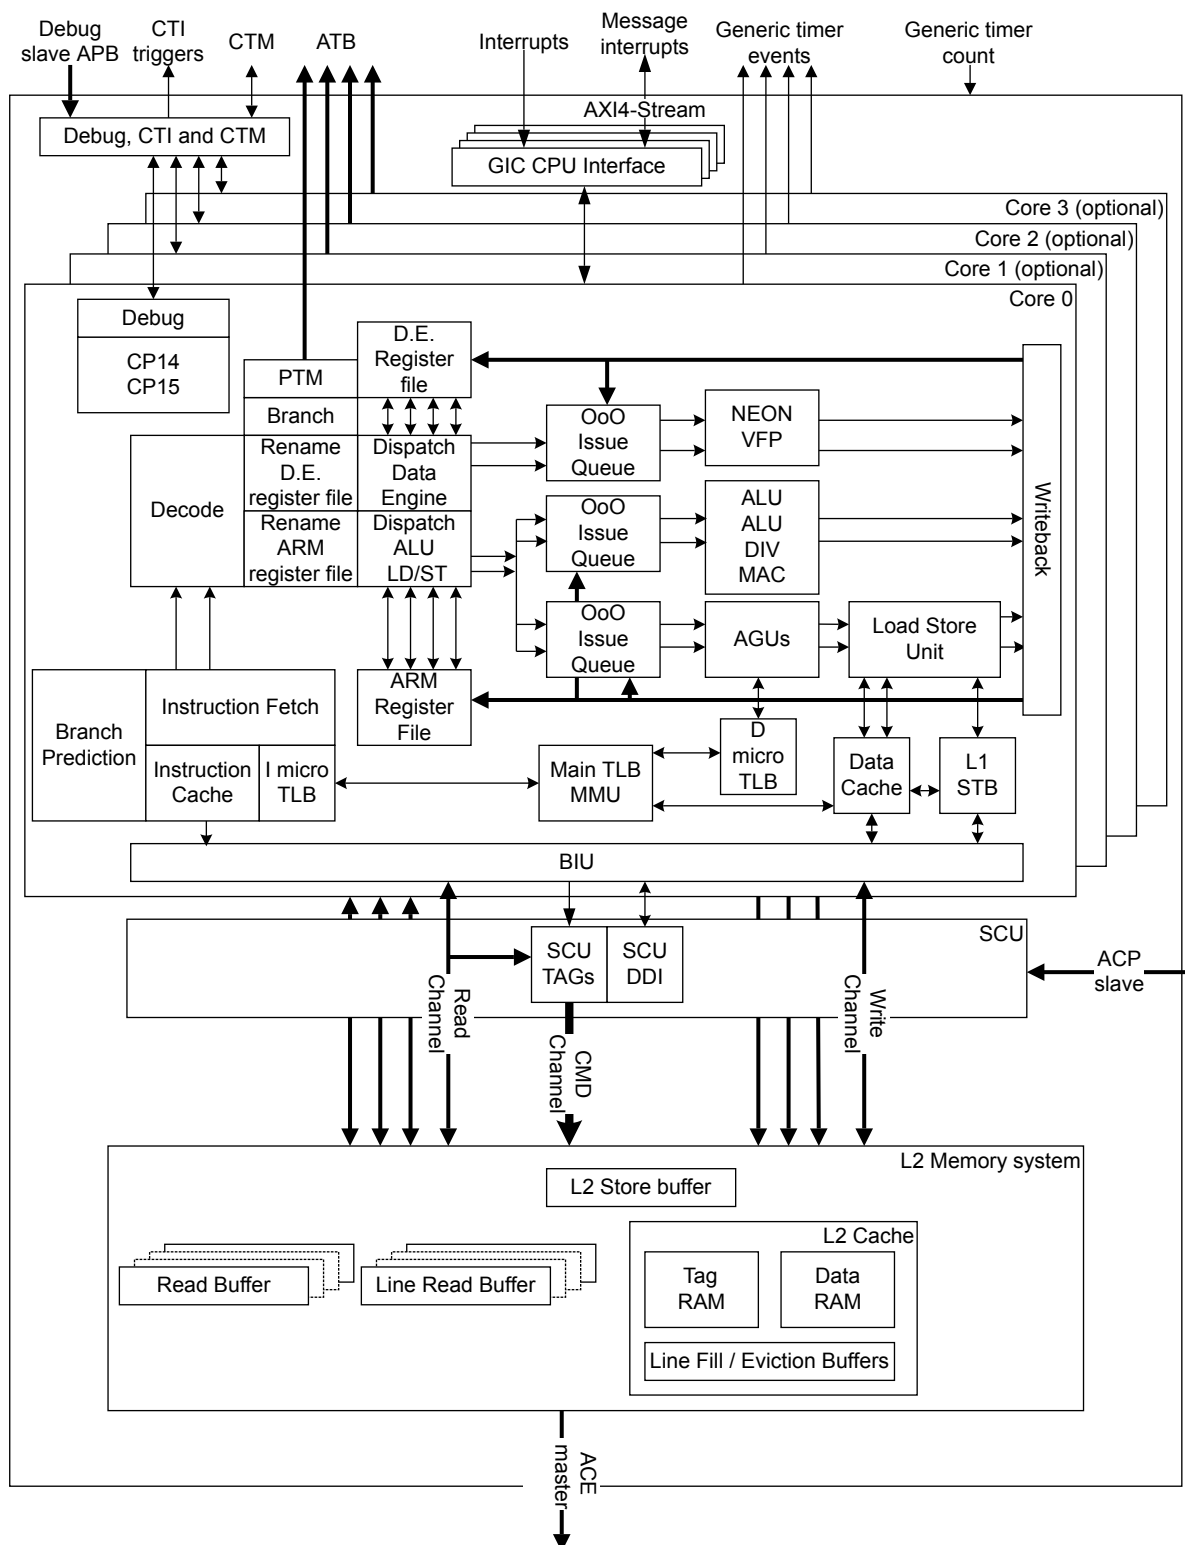 Debug
slave APB
CTI
triggers
CTM
ATB
Interrupts
Message
interrupts
Generic timer
events
Generic timer
count
AXI4-Stream
Debug, CTI and CTM
GIC CPU Interface
Core 3 (optional)
Core 2 (optional)
Core 1 (optional)
Core 0
Debug
CP14
CP15
PTM
D.E.
Register
file
Branch
Decode
Rename
D.E.
register file
Dispatch
Data
Engine
Rename
ARM
register file
Dispatch
ALU
LD/ST
OoO
Issue
Queue
NEON
VFP
OoO
Issue
Queue
ALU
ALU
DIV
MAC
OoO
Issue
Queue
AGUs
Load Store
Unit
Writeback
Branch
Prediction
Instruction Fetch
Instruction
Cache
I micro
TLB
ARM
Register
File
Main TLB
MMU
D
micro
TLB
Data
Cache
L1
STB
BIU
SCU
SCU
TAGs
SCU
DDI
ACP
slave
Read
Channel
CMD
Channel
Write
Channel
L2 Memory system
L2 Store buffer
Read Buffer
Line Read Buffer
L2 Cache
Tag
RAM
Data
RAM
Line Fill / Eviction Buffers
ACE
master